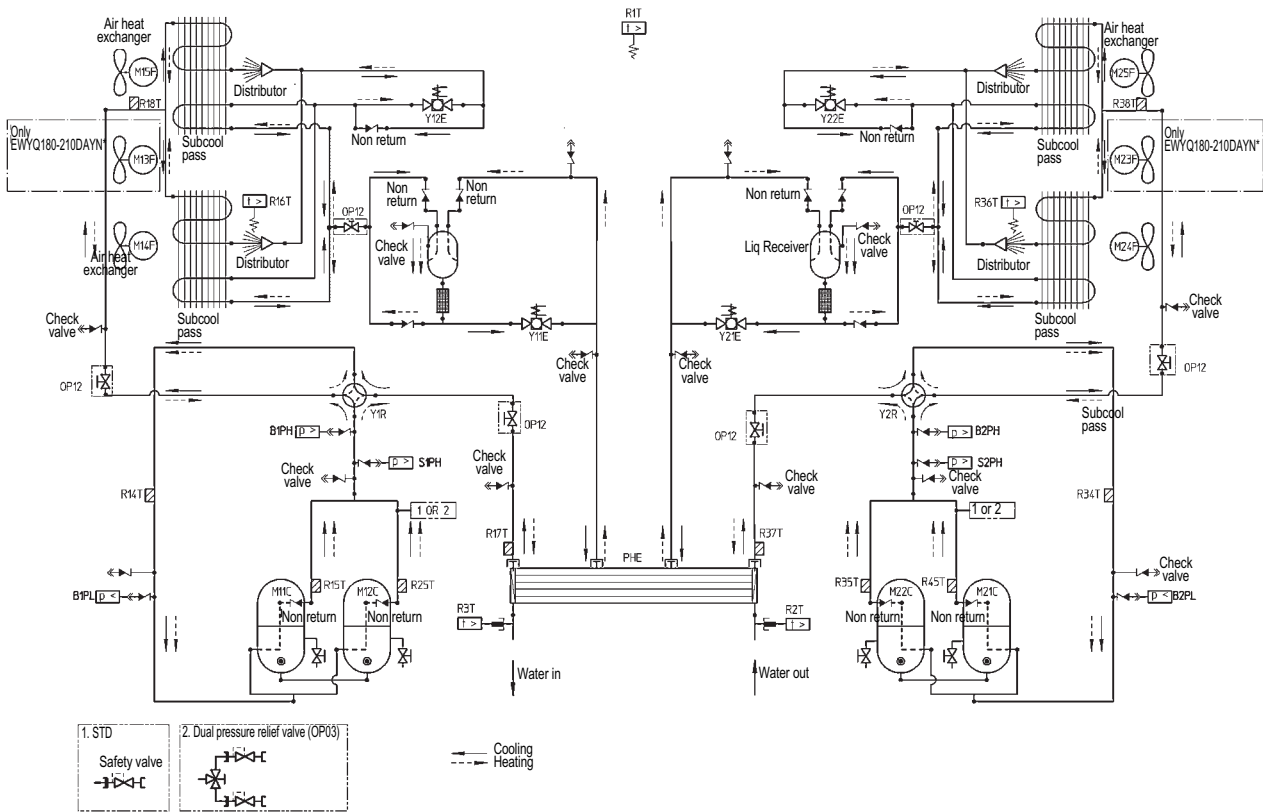 R1T
t >
Air heat
exchanger
M15F
R18T
Distributor
Y12E
Non return
Only
EWYQ180-210DAYN*
M13F
Subcool
pass
t >
R16T
OP12
Non
return
Non
return
Check
valve
M14F
Air heat
exchanger
Distributor
Subcool
pass
Check
valve
Y11E
Check
valve
OP12
Y1R
OP12
B1PH
p >
p >
S1PH
Check
valve
Check
valve
R14T
1 OR 2
R17T
B1PL
p <
M11C
R15T
M12C
R25T
Non return
Non return
PHE
R3T
t >
Water in
Air heat
exchanger
M25F
R38T
Distributor
Y22E
Non return
Only
EWYQ180-210DAYN*
M23F
Subcool
pass
R36T
t >
Non return
OP12
Check
valve
Liq Receiver
M24F
Distributor
Subcool
pass
Check
valve
Y21E
Check
valve
OP12
Y2R
Subcool
pass
OP12
p >
B2PH
p >
S2PH
Check
valve
Check
valve
R34T
1 or 2
R37T
R35T
M22C
R45T
M21C
Non return
Non return
Check
valve
p <
B2PL
R2T
t >
Water out
1. STD
Safety valve
2. Dual pressure relief valve (OP03)
Cooling
Heating